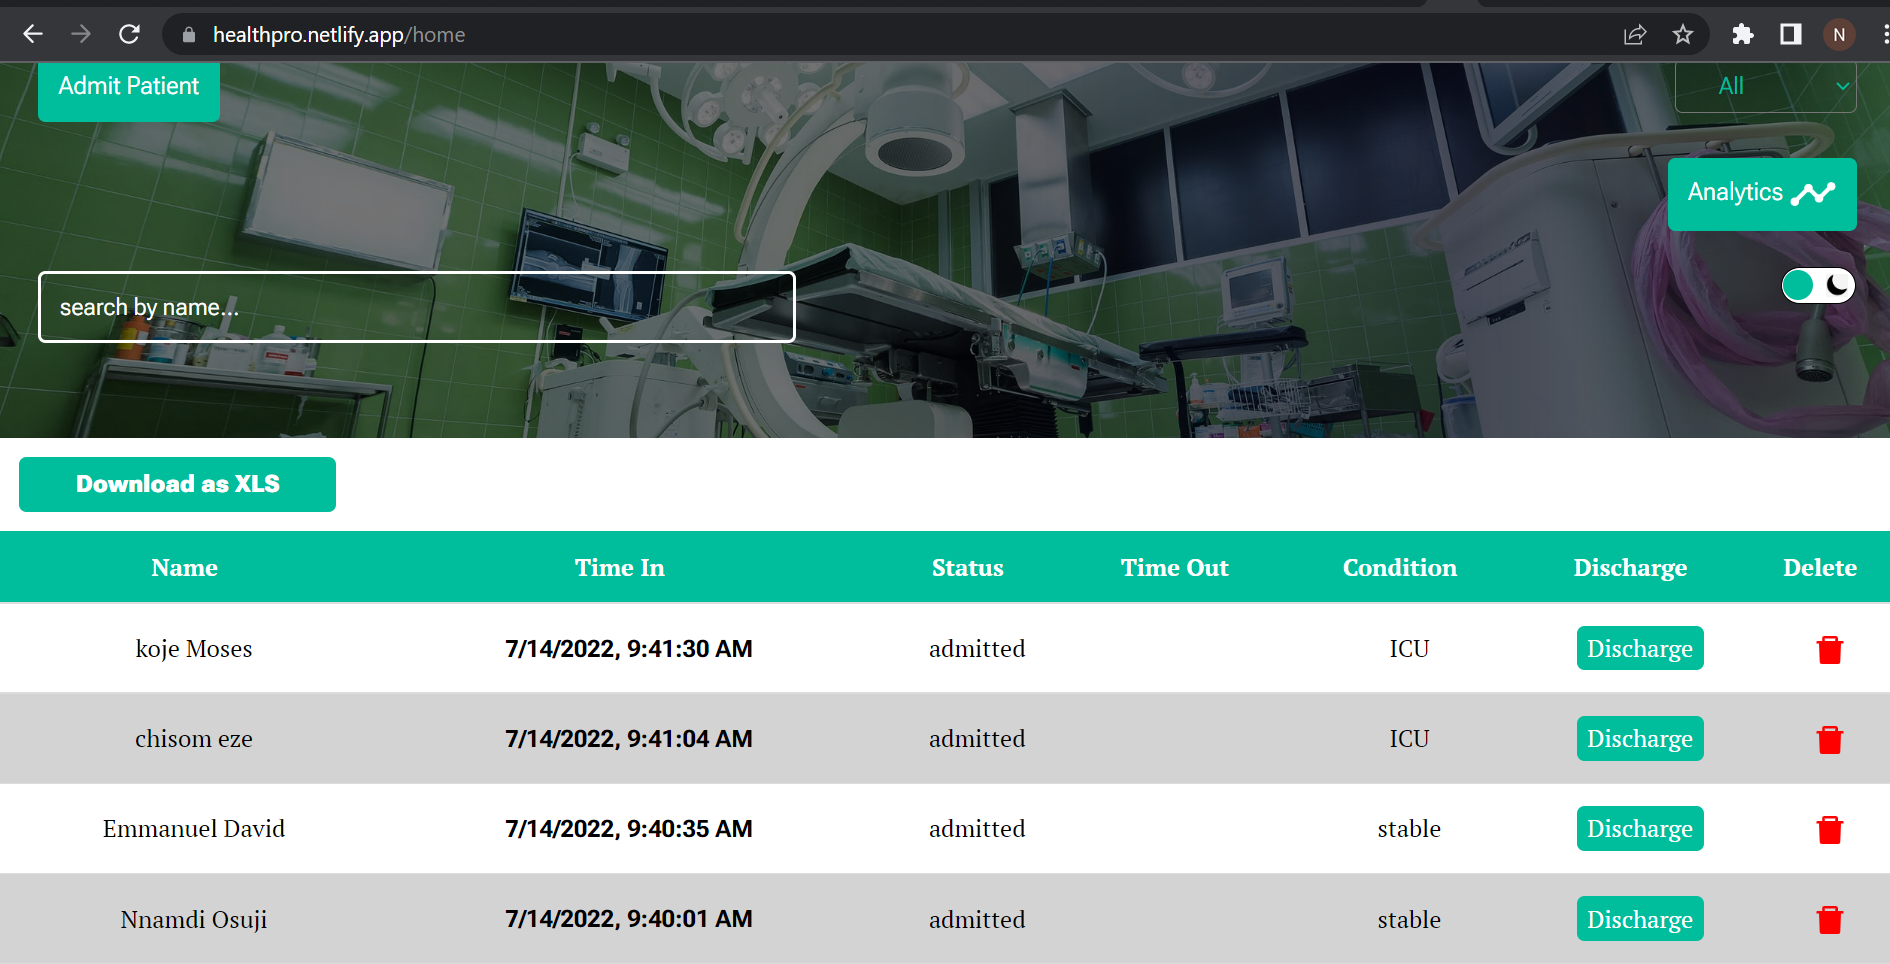 healthpro.netlify.app/home
N
Admit Patient
All
Analytics
search by name...
Download as XLS
Name Time In Status Time Out Condition Discharge Delete
koje Moses 7/14/2022, 9:41:30 AM admitted ICU Discharge
chisom eze 7/14/2022, 9:41:04 AM admitted ICU Discharge
Emmanuel David 7/14/2022, 9:40:35 AM admitted stable Discharge
Nnamdi Osuji 7/14/2022, 9:40:01 AM admitted stable Discharge